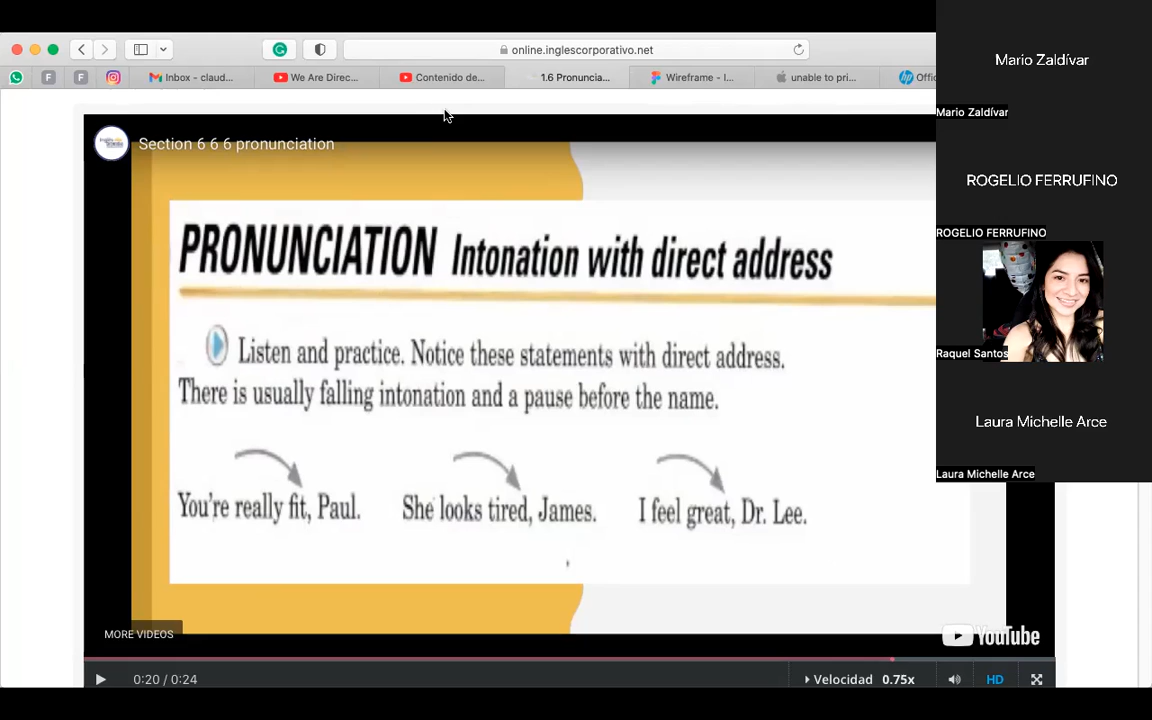 online.inglescorporativo.net
Inbox - claud...
We Are Direc...
Contenido de...
1.6 Pronuncia...
Wireframe - I...
unable to pri...
Offi
Section 6 6 6 pronunciation
PRONUNCIATION Intonation with direct address
Listen and practice. Notice these statements with direct address.
There is usually falling intonation and a pause before the name.
You're really fit, Paul. She looks tired, James. I feel great, Dr. Lee.
MORE VIDEOS
YouTube
0:20 / 0:24
Velocidad 0.75x
HD
Mario Zaldívar
Mario Zaldívar
ROGELIO FERRUFINO
ROGELIO FERRUFINO
Raquel Santos
Laura Michelle Arce
Laura Michelle Arce